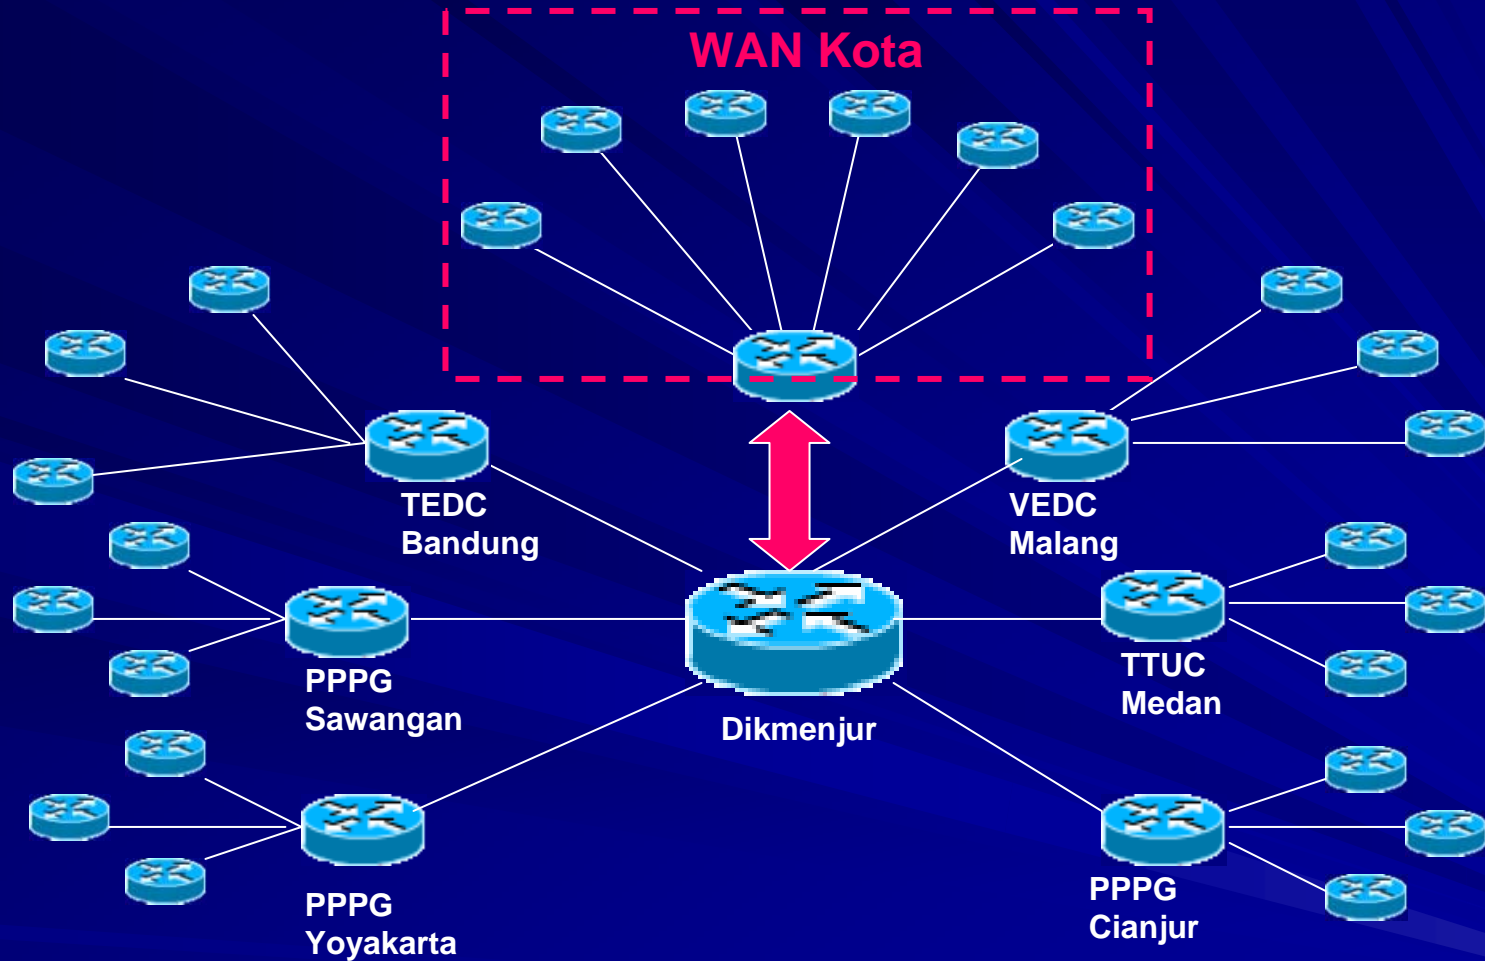 WAN Kota
TEDC
Bandung
VEDC
Malang
PPPG
Sawangan
TTUC
Medan
Dikmenjur
PPPG
Yoyakarta
PPPG
Cianjur